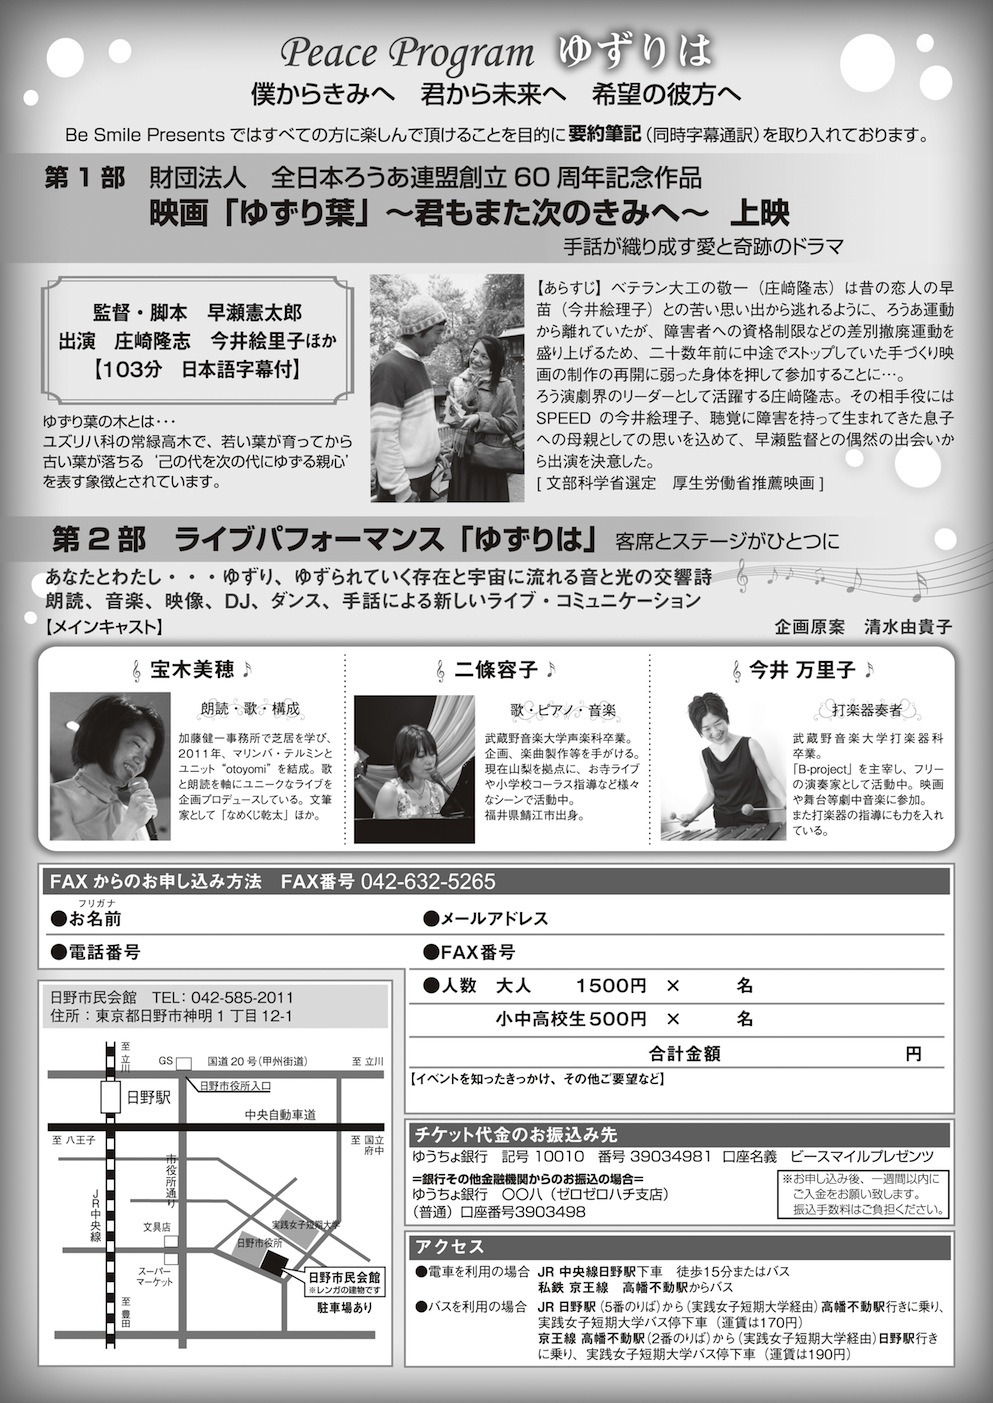 Peace Program ゆずりは
僕からきみへ 君から未来へ 希望の彼方へ
Be Smile Presents ではすべての方に楽しんで頂けることを目的に要約筆記（同時字幕通訳）を取り入れております。
第1部 財団法人 全日本ろうあ連盟創立60周年記念作品
映画「ゆずり葉」～君もまた次のきみへ～ 上映
手話が織り成す愛と奇跡のドラマ
監督・脚本 早瀬憲太郎
出演 庄﨑隆志 今井絵里子ほか
【103分 日本語字幕付】
ゆずり葉の木とは･･･
ユズリハ科の常緑高木で、若い葉が育ってから
古い葉が落ちる ‘己の代を次の代にゆずる親心’
を表す象徴とされています。
【あらすじ】ベテラン大工の敬一（庄﨑隆志）は昔の恋人の早
苗（今井絵理子）との苦い思い出から逃れるように、ろうあ運動
から離れていたが、障害者への資格制限などの差別撤廃運動を
盛り上げるため、二十数年前に中途でストップしていた手づくり映
画の制作の再開に弱った身体を押して参加することに…。
ろう演劇界のリーダーとして活躍する庄﨑隆志。その相手役には
SPEED の今井絵理子、聴覚に障害を持って生まれてきた息子
への母親としての思いを込めて、早瀬監督との偶然の出会いか
ら出演を決意した。
[ 文部科学省選定 厚生労働省推薦映画 ]
第2部 ライブパフォーマンス「ゆずりは」 客席とステージがひとつに
あなたとわたし・・・ゆずり、ゆずられていく存在と宇宙に流れる音と光の交響詩
朗読、音楽、映像、DJ、ダンス、手話による新しいライブ・コミュニケーション
【メインキャスト】
企画原案 清水由貴子
宝木美穂
朗読・歌・構成
加藤健一事務所で芝居を学び、
2011年、マリンバ・テルミンと
ユニット“otoyomi”を結成。歌
と朗読を軸にユニークなライブを
企画プロデュースしている。文筆
家として「なめくじ乾太」ほか。
二條容子
歌・ピアノ・音楽
武蔵野音楽大学声楽科卒業。
企画、楽曲製作等を手がける。
現在山梨を拠点に、お寺ライブ
や小学校コーラス指導など様々
なシーンで活動中。
福井県鯖江市出身。
今井 万里子
打楽器奏者
武蔵野音楽大学打楽器科
卒業。
「B-project」を主宰し、フリー
の演奏家として活動中。映画
や舞台等劇中音楽に参加。
また打楽器の指導にも力を入れ
ている。
FAX からのお申し込み方法 FAX番号 042-632-5265
フリガナ
●お名前
●メールアドレス
●電話番号
●FAX番号
●人数 大人 1500円 × 名
小中高校生500円 × 名
合計金額 円
【イベントを知ったきっかけ、その他ご要望など】
日野市民会館 TEL：042-585-2011
住所：東京都日野市神明1丁目12-1
至 立川
GS
国道20号（甲州街道）
至 立川
日野市役所入口
日野駅
中央自動車道
至 八王子
至 国立
府中
市役所通り
JR中央線
文具店
実践女子短期大学
日野市役所
スーパー
マーケット
日野市民会館
※レンガの建物です
駐車場あり
至 豊田
チケット代金のお振込み先
ゆうちょ銀行 記号 10010 番号 39034981 口座名義 ビースマイルプレゼンツ
=銀行その他金融機関からのお振込の場合=
ゆうちょ銀行 〇〇八（ゼロゼロハチ支店）
（普通）口座番号3903498
※お申し込み後、一週間以内に
ご入金をお願い致します。
振込手数料はご負担ください。
アクセス
●電車を利用の場合 JR 中央線日野駅下車 徒歩15分またはバス
私鉄 京王線 高幡不動駅からバス
●バスを利用の場合 JR 日野駅（5番のりば）から（実践女子短期大学経由）高幡不動駅行きに乗り、
実践女子短期大学バス停下車（運賃は170円）
京王線 高幡不動駅（2番のりば）から（実践女子短期大学経由）日野駅行き
に乗り、実践女子短期大学バス停下車（運賃は190円）